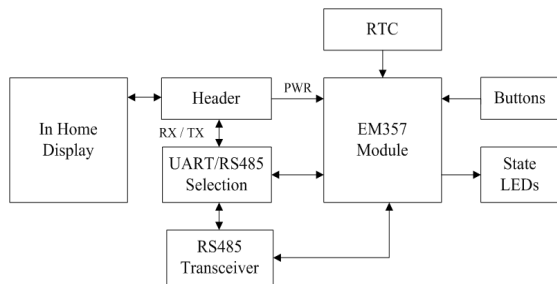 RTC
In Home
Display
Header
PWR
EM357
Module
Buttons
RX / TX
UART/RS485
Selection
State
LEDs
RS485
Transceiver